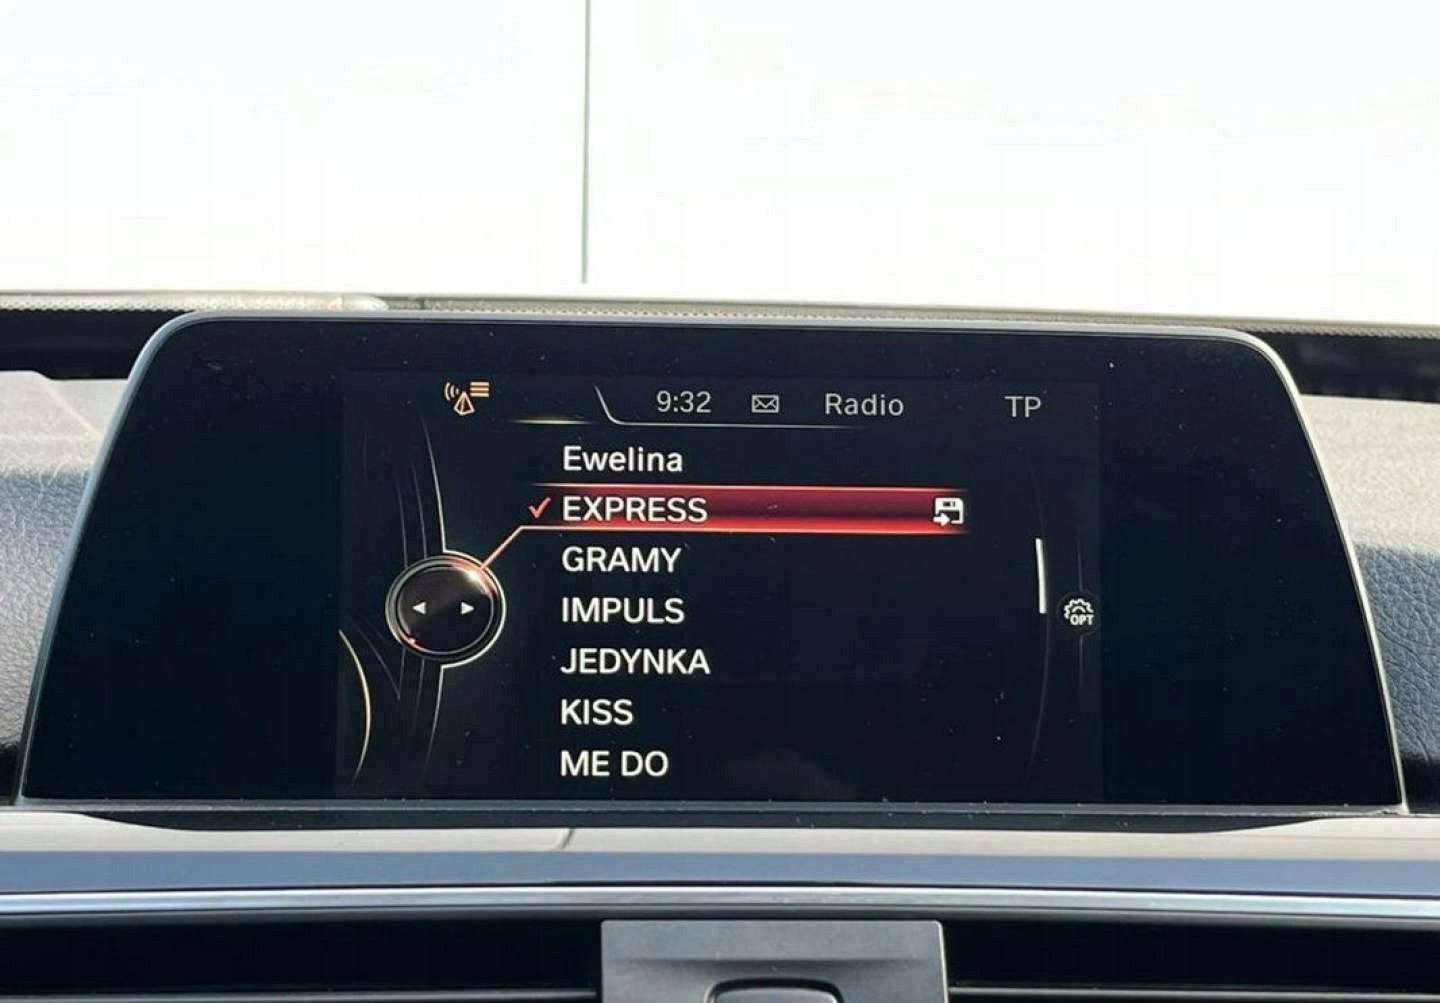 9:32 Radio TP
Ewelina
EXPRESS
GRAMY
IMPULS
JEDYNKA
OPT
KISS
ME DO